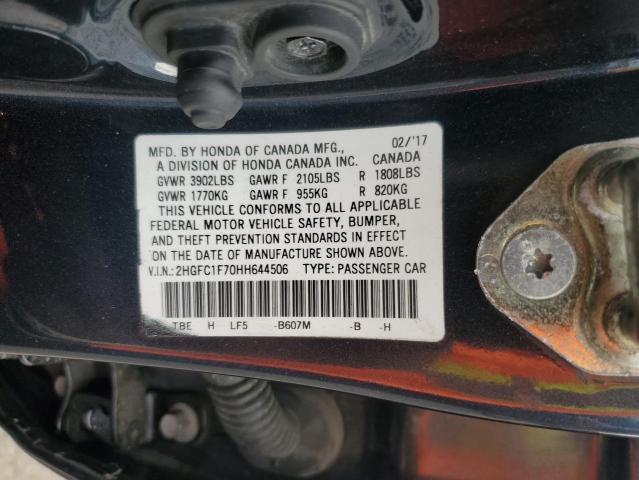 MFD. BY HONDA OF CANADA MFG., 02/'17
A DIVISION OF HONDA CANADA INC. CANADA
GVWR 3902LBS GAWR F 2105LBS R 1808LBS
GVWR 1770KG GAWR F 955KG R 820KG
THIS VEHICLE CONFORMS TO ALL APPLICABLE
FEDERAL MOTOR VEHICLE SAFETY, BUMPER,
AND THEFT PREVENTION STANDARDS IN EFFECT
ON THE DATE OF MANUFACTURE SHOWN ABOVE.
V.I.N.:2HGFC1F70HH644506 TYPE: PASSENGER CAR
TBE H LF5 -B607M -B -H